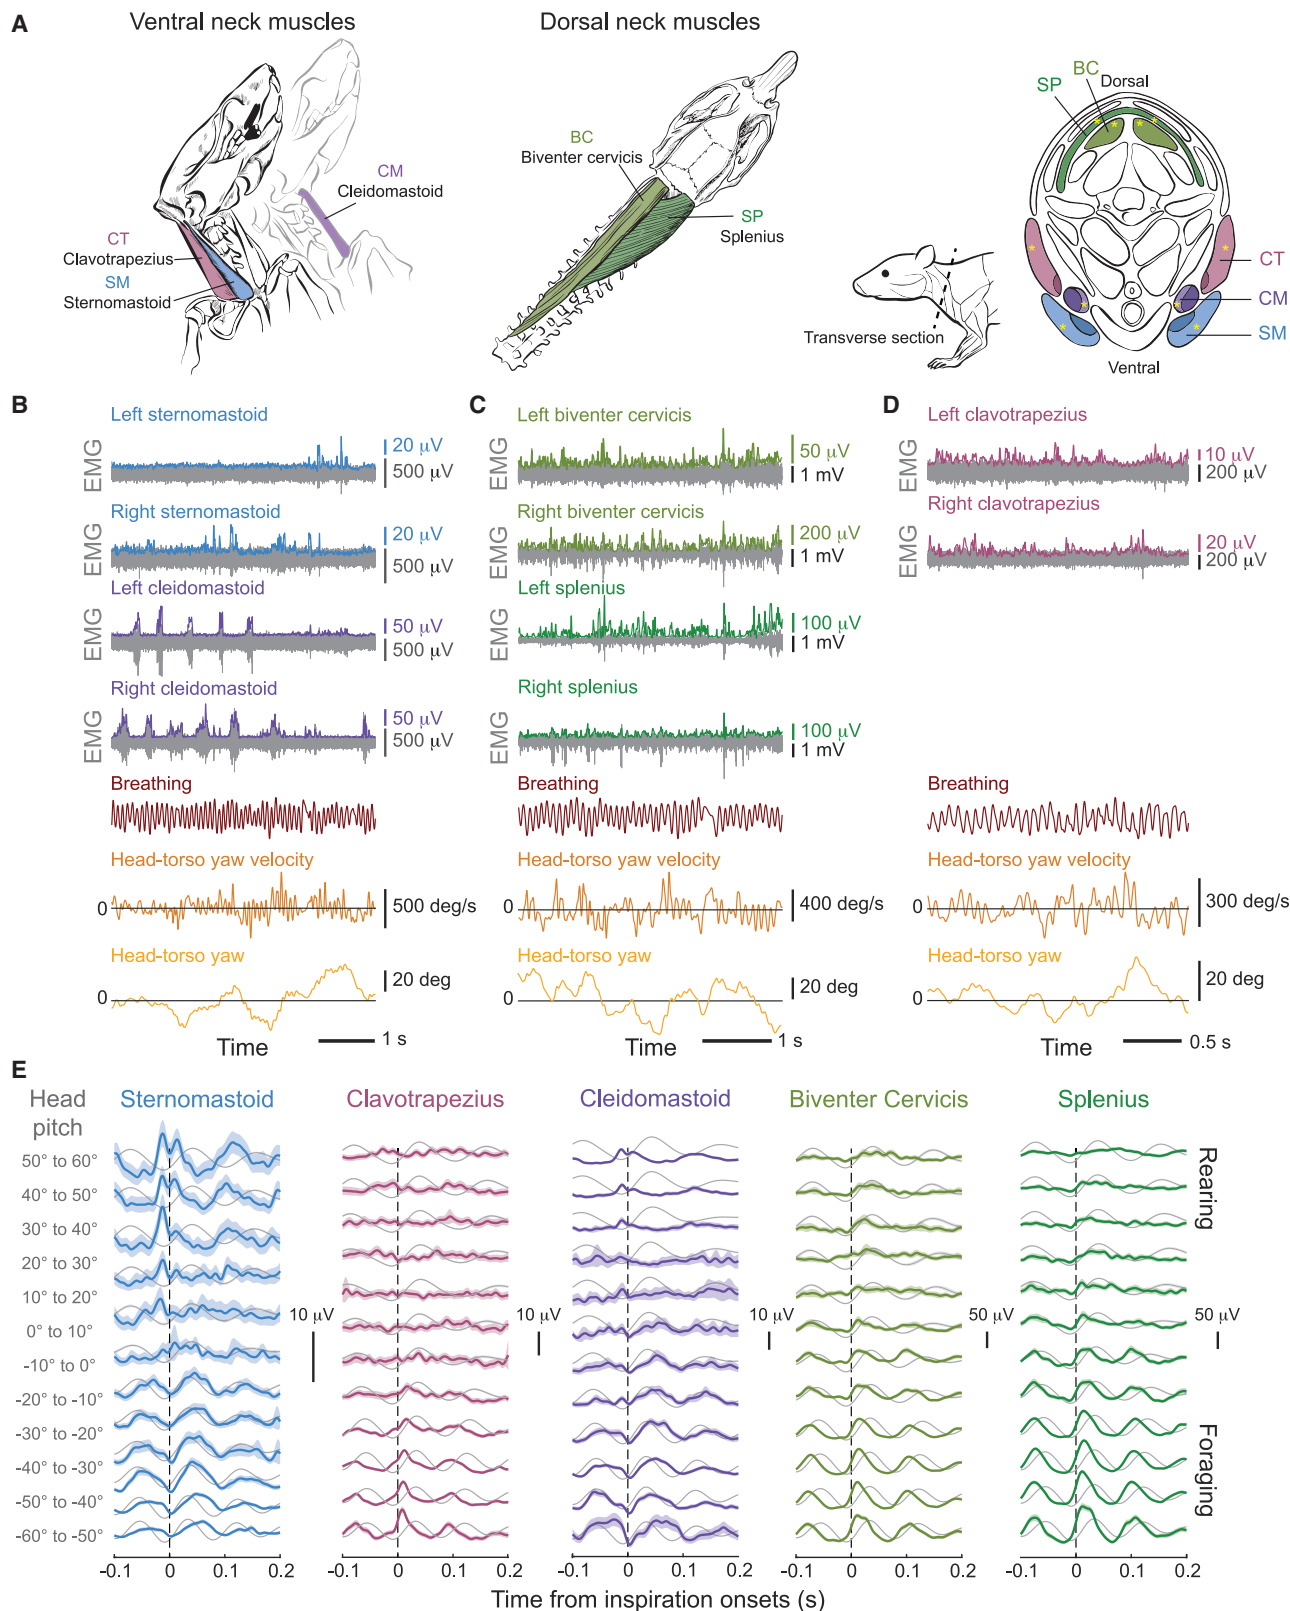 A
Ventral neck muscles
Dorsal neck muscles
CT
Clavotrapezius
SM
Sternomastoid
CM
Cleidomastoid
BC
Biventer cervicis
SP
Splenius
Transverse section
SP
BC
Dorsal
CT
CM
SM
Ventral
B
Left sternomastoid
EMG
20 μV
500 μV
Right sternomastoid
EMG
20 μV
500 μV
Left cleidomastoid
EMG
50 μV
500 μV
Right cleidomastoid
EMG
50 μV
500 μV
Breathing
Head-torso yaw velocity
0
500 deg/s
Head-torso yaw
0
20 deg
Time
1 s
C
Left biventer cervicis
EMG
50 μV
1 mV
Right biventer cervicis
EMG
200 μV
1 mV
Left splenius
EMG
100 μV
1 mV
Right splenius
EMG
100 μV
1 mV
Breathing
Head-torso yaw velocity
0
400 deg/s
Head-torso yaw
0
20 deg
Time
1 s
D
Left clavotrapezius
EMG
10 μV
200 μV
Right clavotrapezius
EMG
20 μV
200 μV
Breathing
Head-torso yaw velocity
0
300 deg/s
Head-torso yaw
0
20 deg
Time
0.5 s
E
Head
pitch
Sternomastoid
Clavotrapezius
Cleidomastoid
Biventer Cervicis
Splenius
50° to 60°
40° to 50°
30° to 40°
20° to 30°
10° to 20°
0° to 10°
-10° to 0°
-20° to -10°
-30° to -20°
-40° to -30°
-50° to -40°
-60° to -50°
10 μV
10 μV
10 μV
50 μV
50 μV
Rearing
Foraging
-0.1 0 0.1 0.2
-0.1 0 0.1 0.2
-0.1 0 0.1 0.2
-0.1 0 0.1 0.2
-0.1 0 0.1 0.2
Time from inspiration onsets (s)